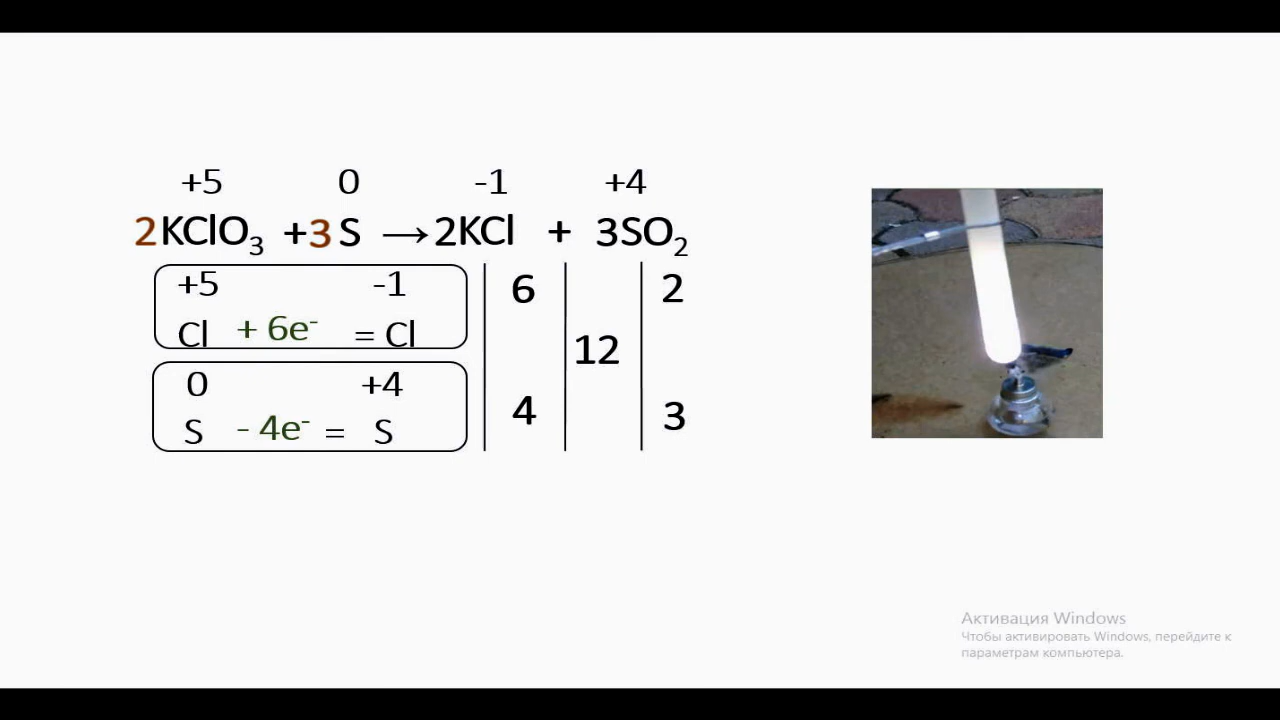 +5 0 -1 +4
2KClO₃ +3 S → 2KCl + 3SO₂
+5 -1 6 2
Cl + 6e⁻ = Cl
12
0 +4
S - 4e⁻ = S 4 3
Активация Windows
Чтобы активировать Windows, перейдите к
параметрам компьютера.